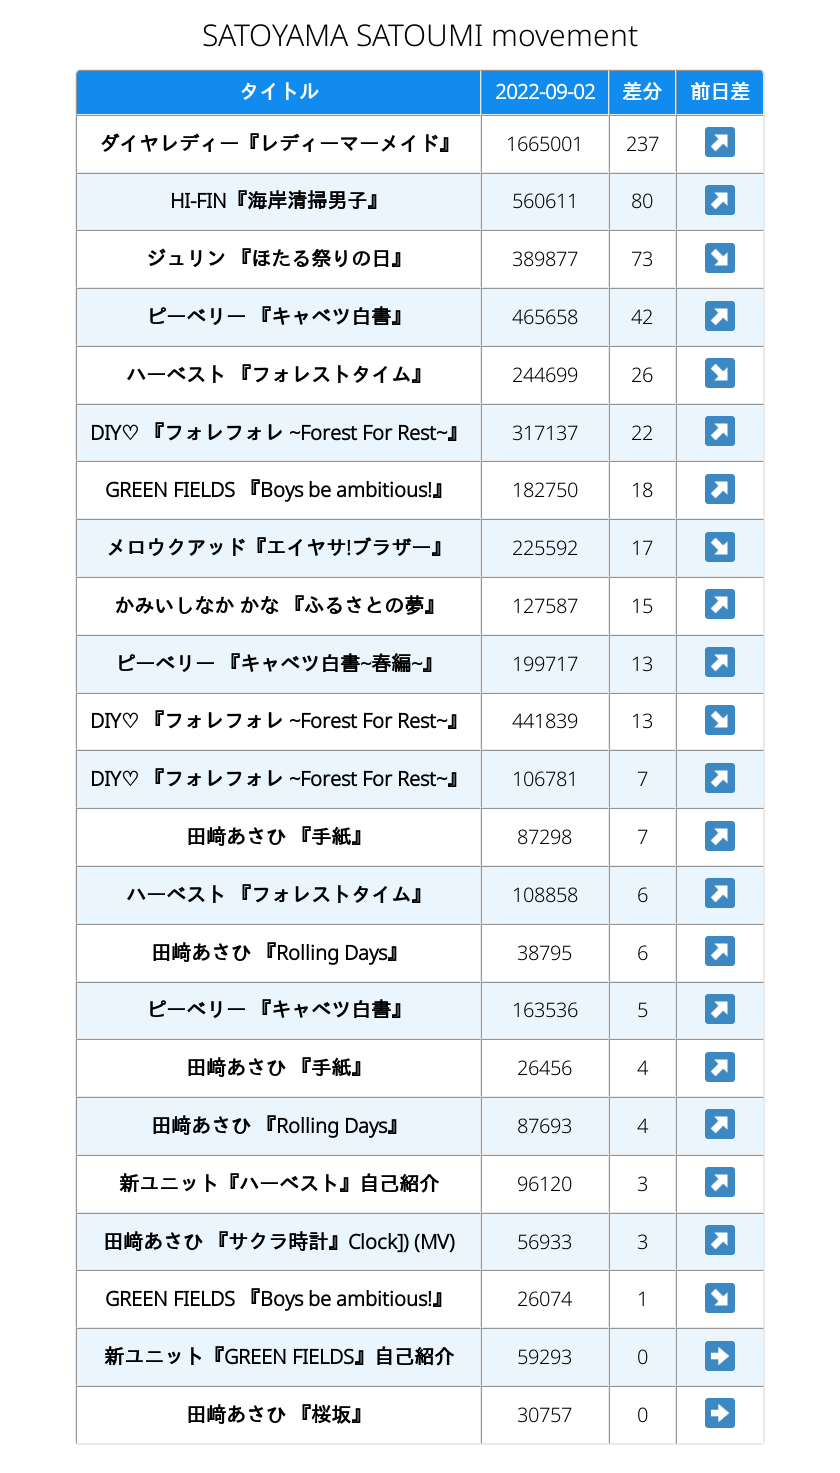 SATOYAMA SATOUMI movement
タイトル 2022-09-02 差分 前日差
ダイヤレディー『レディーマーメイド』 1665001 237
HI-FIN『海岸清掃男子』 560611 80
ジュリン 『ほたる祭りの日』 389877 73
ピーベリー 『キャベツ白書』 465658 42
ハーベスト 『フォレストタイム』 244699 26
DIY♡ 『フォレフォレ ~Forest For Rest~』 317137 22
GREEN FIELDS 『Boys be ambitious!』 182750 18
メロウクアッド『エイヤサ!ブラザー』 225592 17
かみいしなか かな 『ふるさとの夢』 127587 15
ピーベリー 『キャベツ白書~春編~』 199717 13
DIY♡ 『フォレフォレ ~Forest For Rest~』 441839 13
DIY♡ 『フォレフォレ ~Forest For Rest~』 106781 7
田﨑あさひ 『手紙』 87298 7
ハーベスト 『フォレストタイム』 108858 6
田﨑あさひ 『Rolling Days』 38795 6
ピーベリー 『キャベツ白書』 163536 5
田﨑あさひ 『手紙』 26456 4
田﨑あさひ 『Rolling Days』 87693 4
新ユニット『ハーベスト』自己紹介 96120 3
田﨑あさひ 『サクラ時計』Clock]) (MV) 56933 3
GREEN FIELDS 『Boys be ambitious!』 26074 1
新ユニット『GREEN FIELDS』自己紹介 59293 0
田﨑あさひ 『桜坂』 30757 0